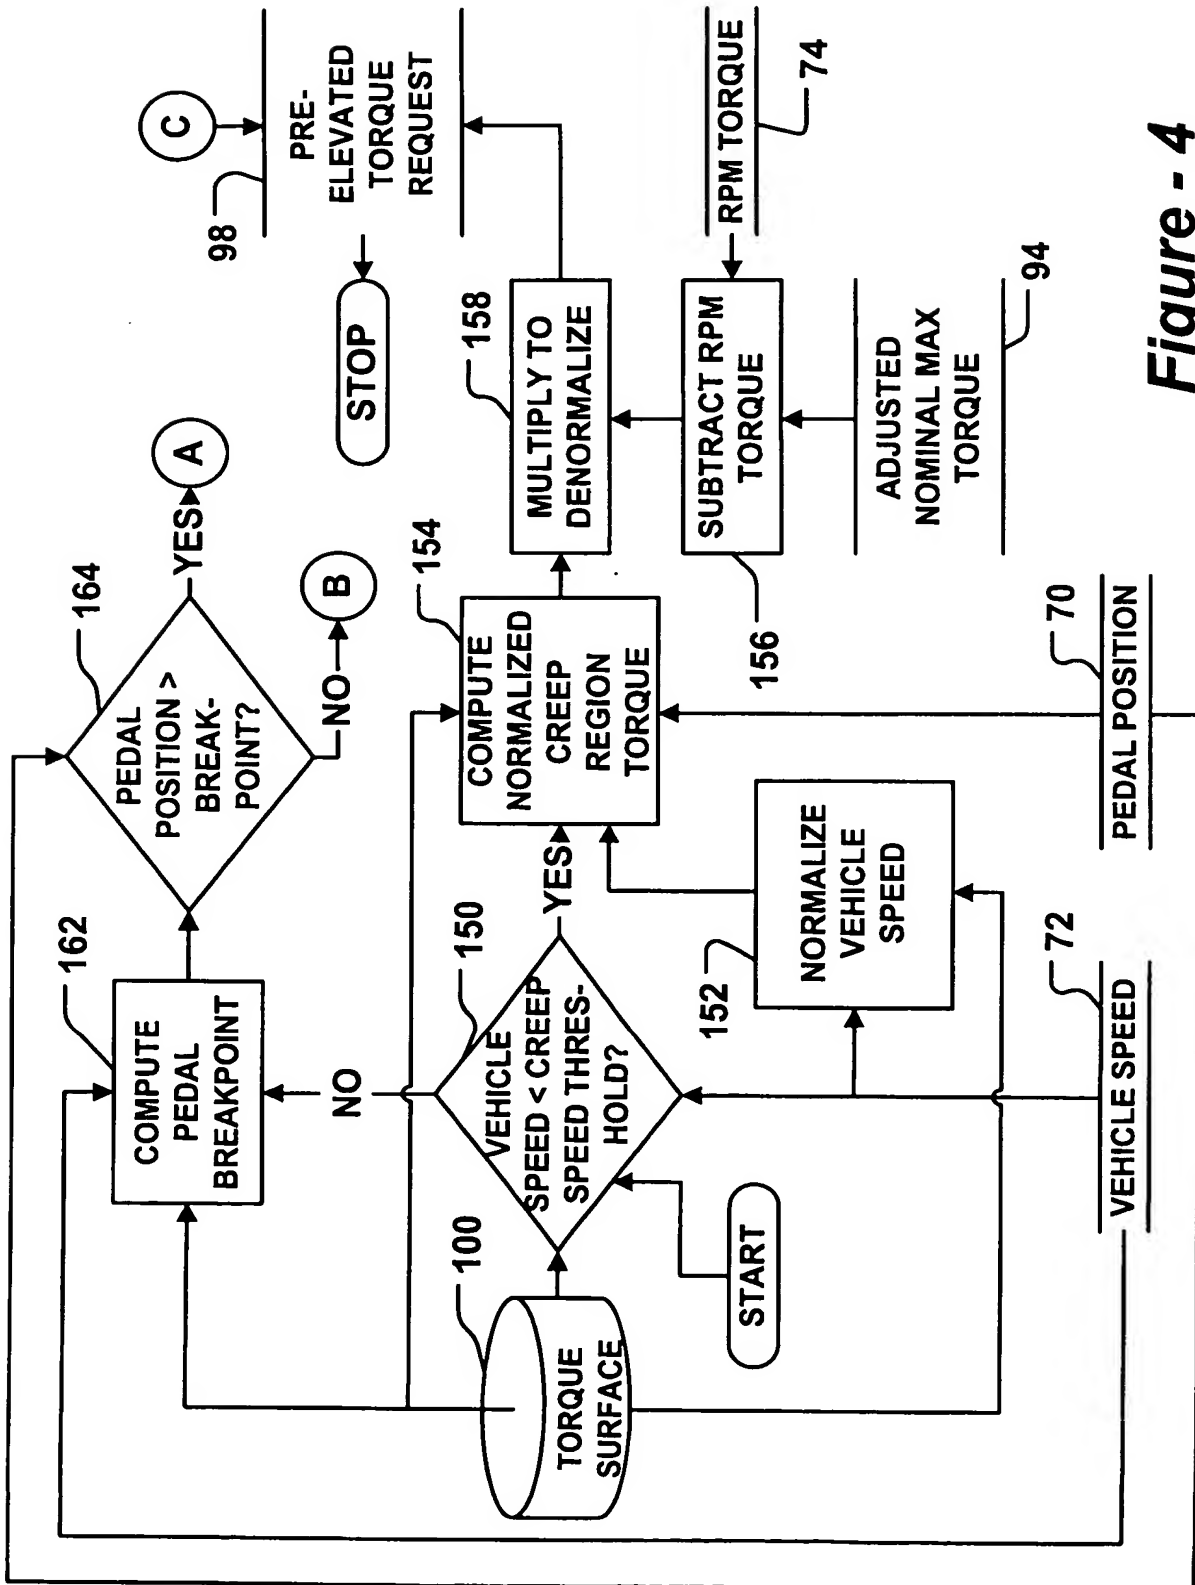 162
COMPUTE
PEDAL
BREAKPOINT
164
PEDAL
POSITION >
BREAK-
POINT?
YES
A
NO
B
C
98
PRE-
ELEVATED
TORQUE
REQUEST
STOP
NO
100
TORQUE
SURFACE
150
VEHICLE
SPEED < CREEP
SPEED THRES-
HOLD?
YES
START
154
COMPUTE
NORMALIZED
CREEP
REGION
TORQUE
158
MULTIPLY TO
DENORMALIZE
152
NORMALIZE
VEHICLE
SPEED
156
SUBTRACT RPM
TORQUE
RPM TORQUE
74
ADJUSTED
NOMINAL MAX
TORQUE
94
72
VEHICLE SPEED
70
PEDAL POSITION
Figure - 4